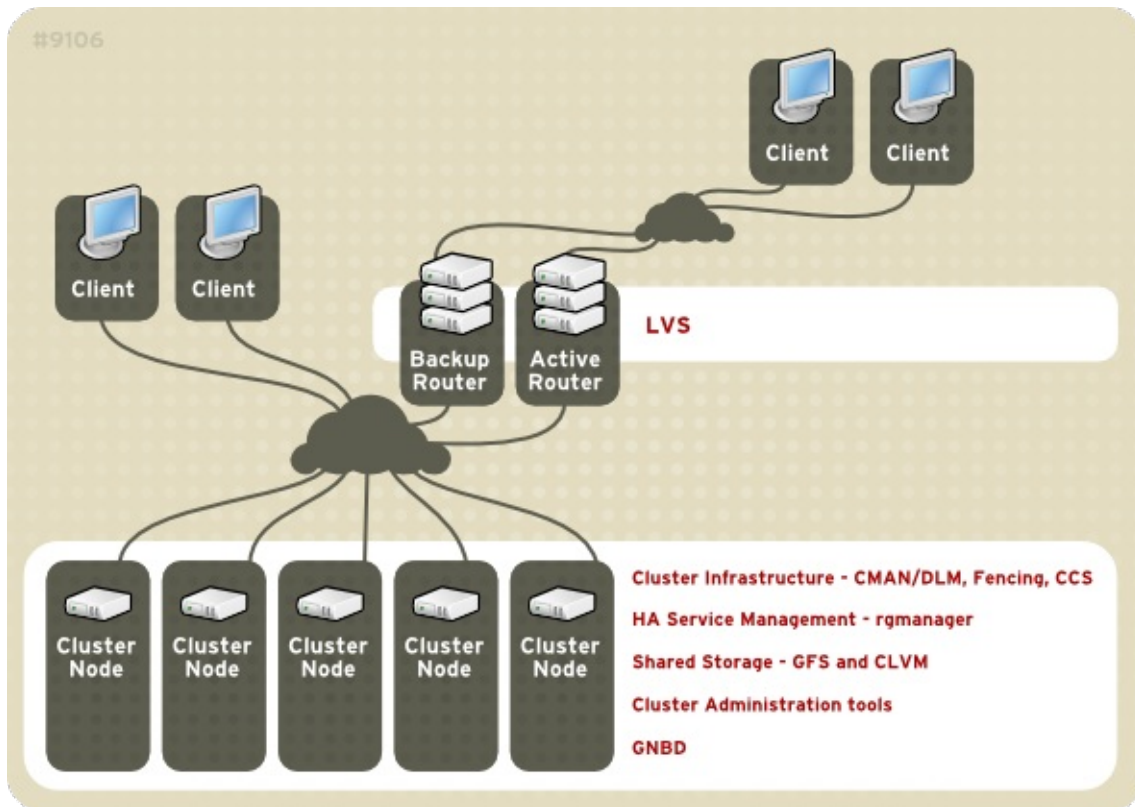 #9106
Client
Client
Client
Client
LVS
Backup
Router
Active
Router
Cluster
Node
Cluster
Node
Cluster
Node
Cluster
Node
Cluster
Node
Cluster Infrastructure - CMAN/DLM, Fencing, CCS
HA Service Management - rgmanager
Shared Storage - GFS and CLVM
Cluster Administration tools
GNBD